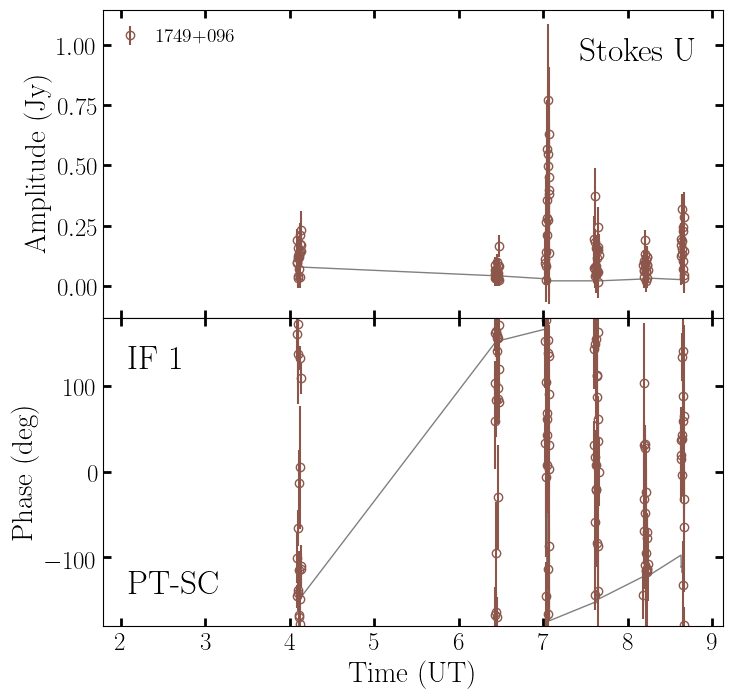 1749+096
Stokes U
Amplitude (Jy)
1.00
0.75
0.50
0.25
0.00
IF 1
PT-SC
Phase (deg)
100
0
−100
2 3 4 5 6 7 8 9
Time (UT)